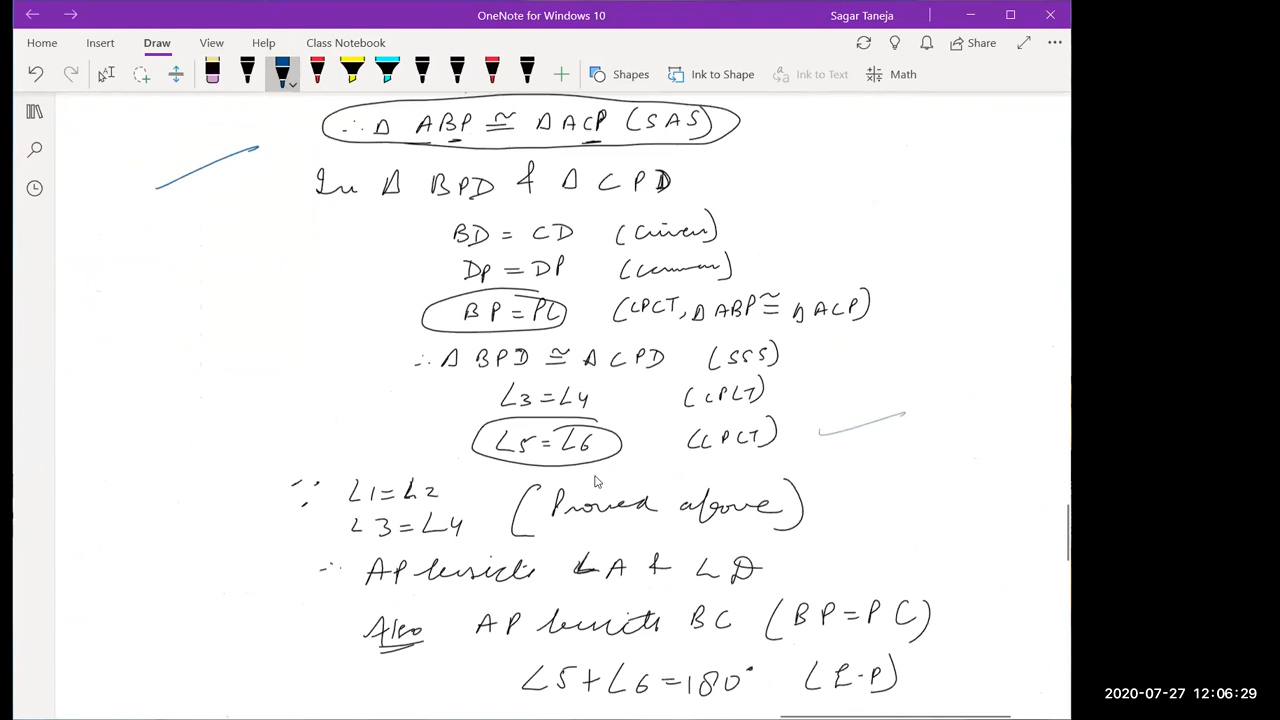 OneNote for Windows 10
Sagar Taneja
Home Insert Draw View Help Class Notebook
Share
Shapes Ink to Shape Ink to Text Math
∴ Δ ABP ≅ Δ ACP (SAS)
In Δ BPD & Δ CPD
BD = CD (Given)
DP = DP (Common)
BP = PC (CPCT, Δ ABP ≅ Δ ACP)
∴ Δ BPD ≅ Δ CPD (SSS)
∠3 = ∠4 (CPCT)
∠5 = ∠6 (CPCT)
∵ ∠1 = ∠2
∠3 = ∠4 (Proved above)
∴ AP bisects ∠A & ∠D
Also AP bisects BC (BP = PC)
∠5 + ∠6 = 180° (L.P)
2020-07-27 12:06:29